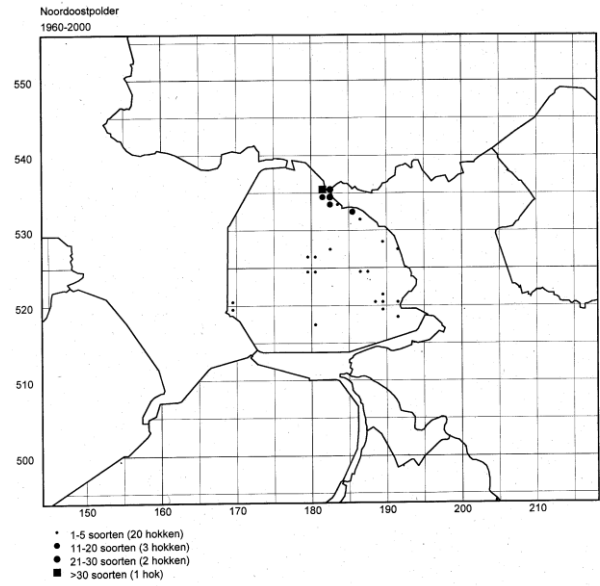 Noordoostpolder
1960-2000
550
540
530
520
510
500
150 160 170 180 190 200 210
1-5 soorten (20 hokken)
11-20 soorten (3 hokken)
21-30 soorten (2 hokken)
>30 soorten (1 hok)